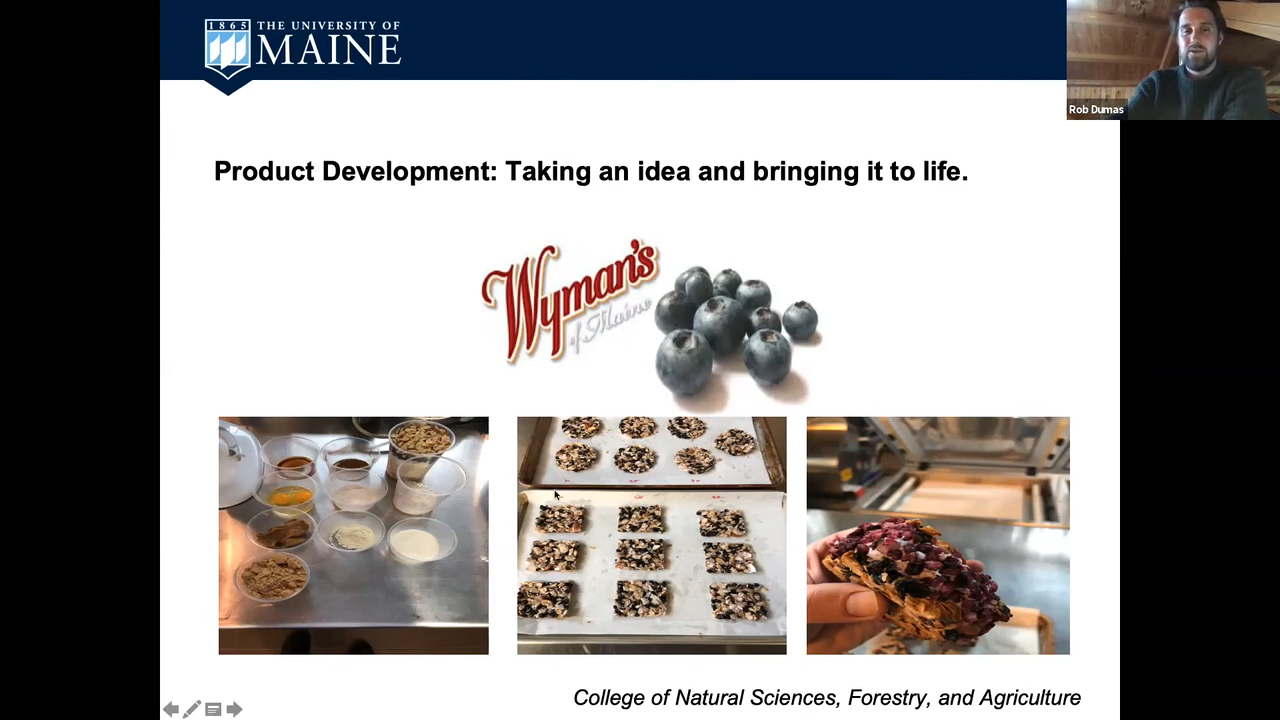 1865
THE UNIVERSITY OF
MAINE
Rob Dumas
Product Development: Taking an idea and bringing it to life.
Wyman's
of Maine
College of Natural Sciences, Forestry, and Agriculture